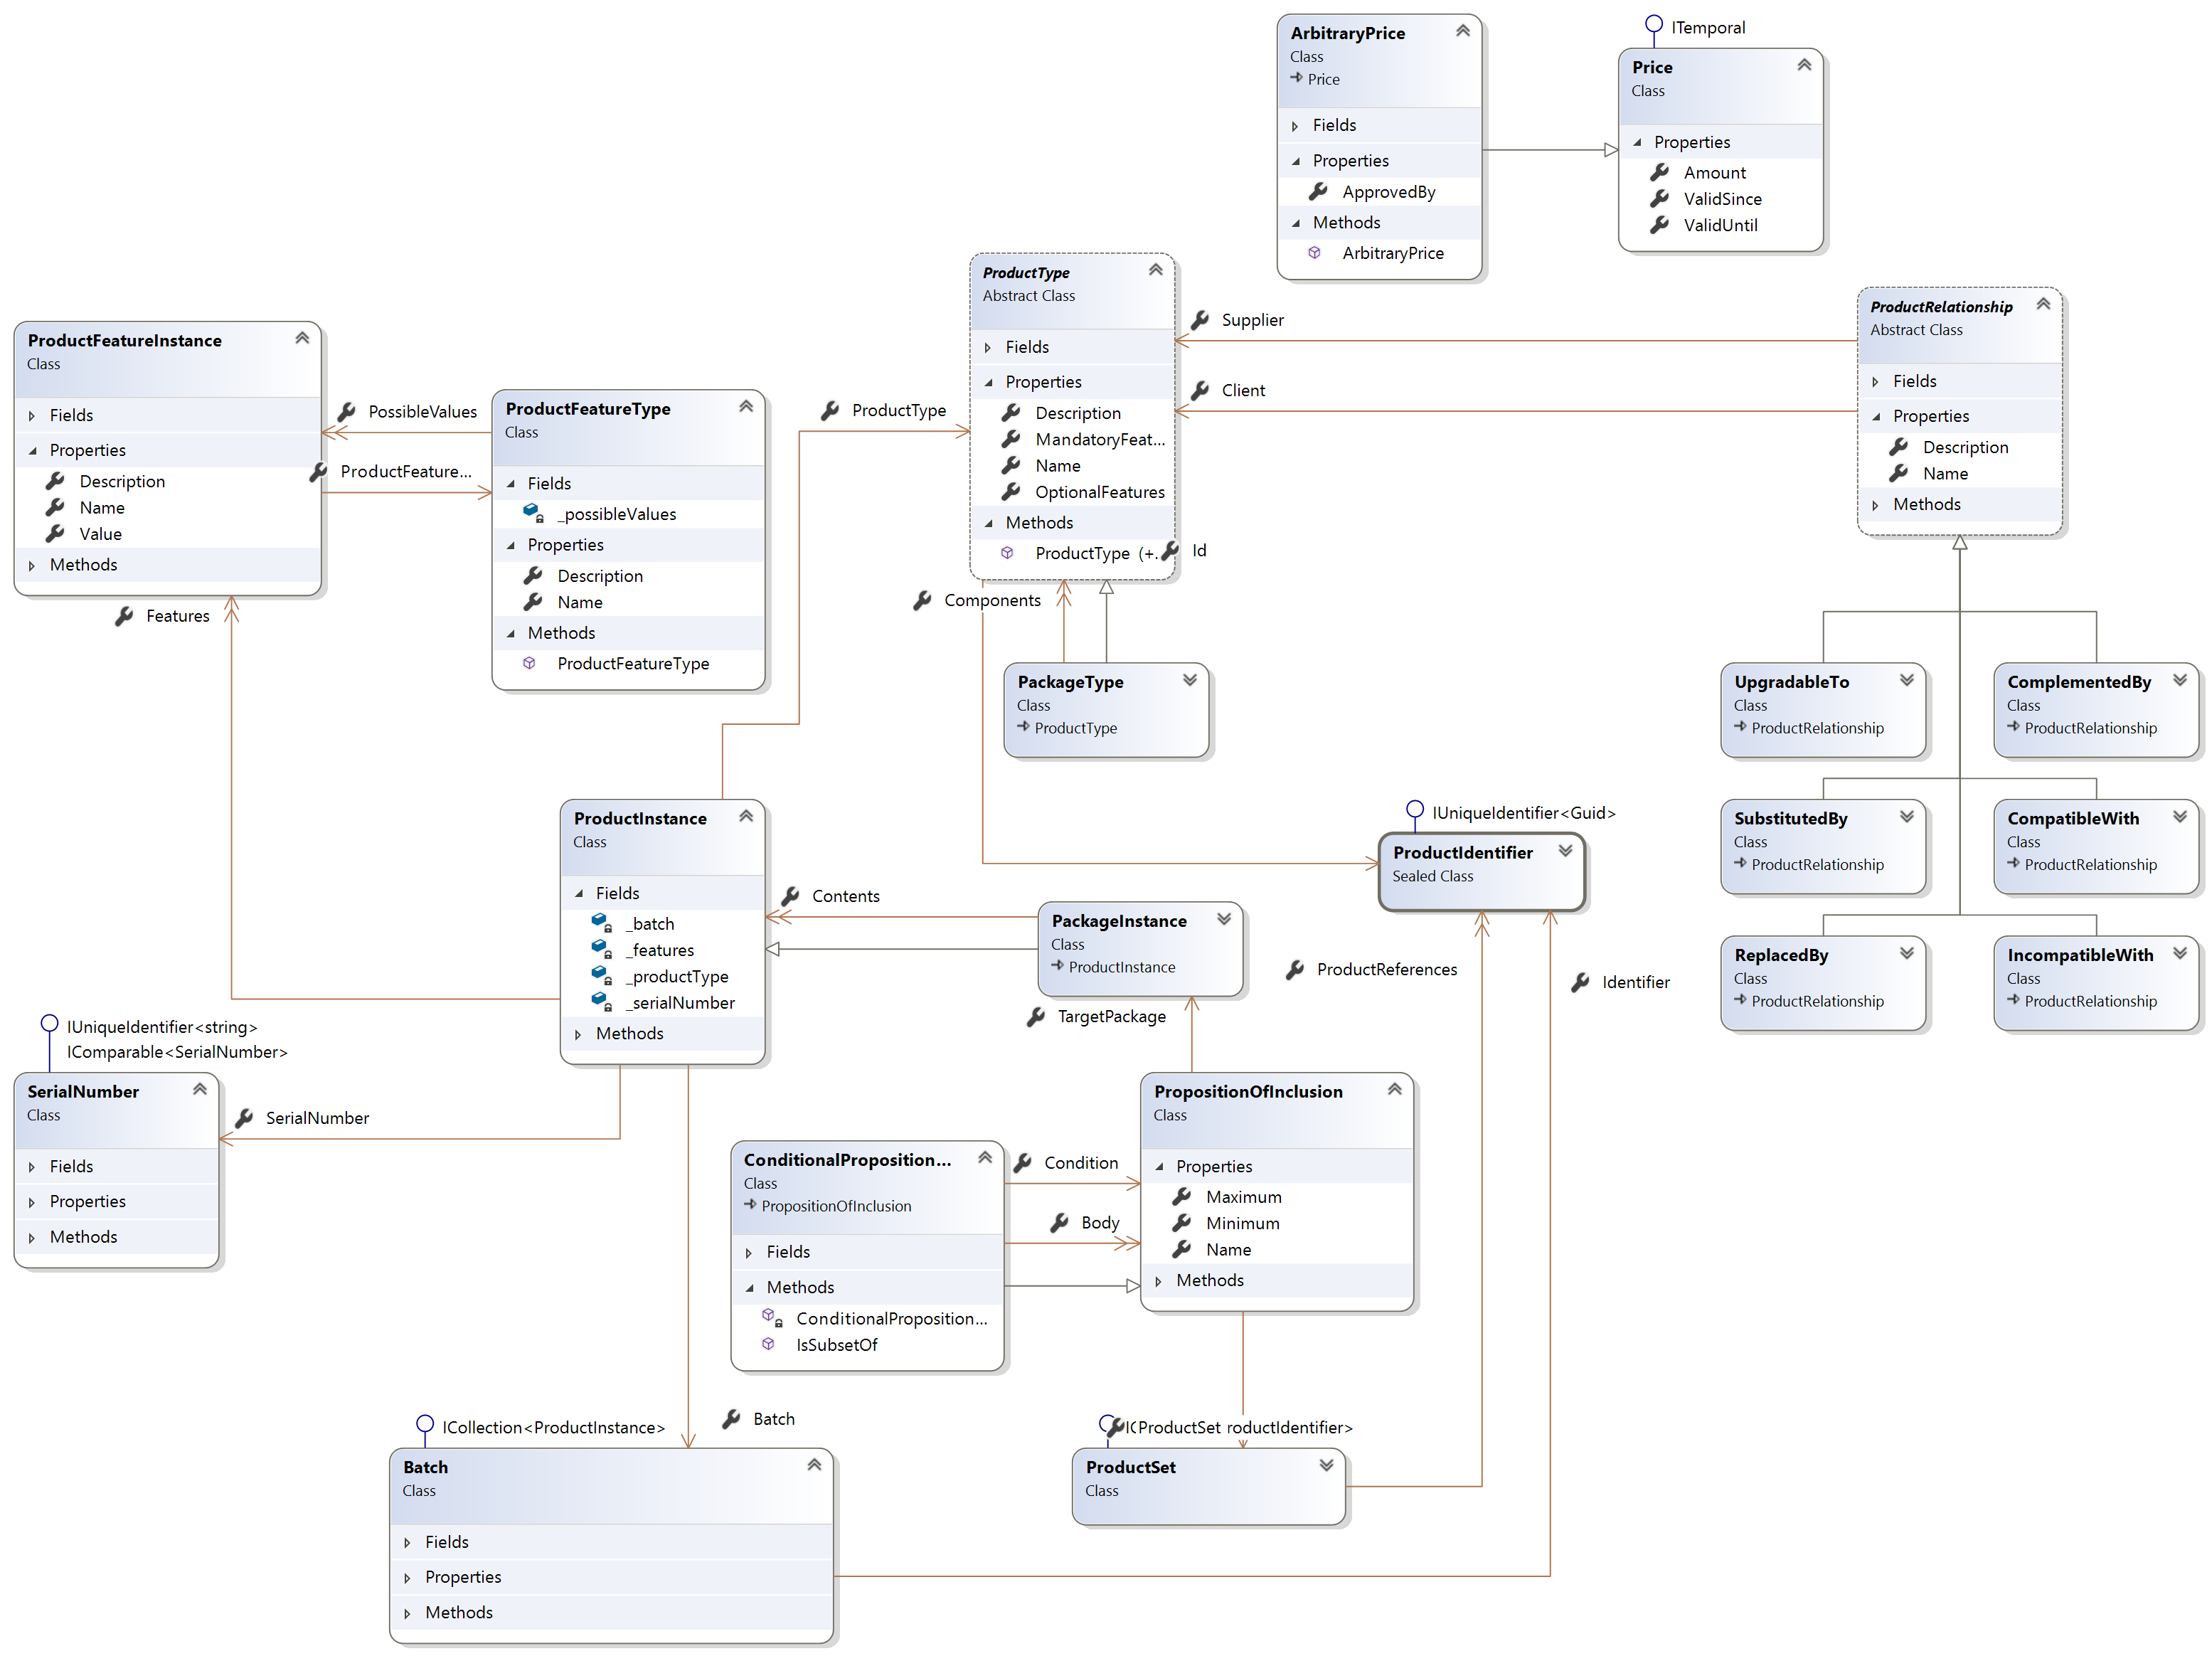 ArbitraryPrice
Class
Price
Fields
Properties
ApprovedBy
Methods
ArbitraryPrice
ITemporal
Price
Class
Properties
Amount
ValidSince
ValidUntil
ProductType
Abstract Class
Fields
Properties
Description
MandatoryFeat...
Name
OptionalFeatures
Methods
ProductType (+.
Id
Supplier
Client
ProductRelationship
Abstract Class
Fields
Properties
Description
Name
Methods
ProductFeatureInstance
Class
Fields
Properties
Description
Name
Value
Methods
PossibleValues
ProductFeature...
ProductFeatureType
Class
Fields
_possibleValues
Properties
Description
Name
Methods
ProductFeatureType
ProductType
Features
Components
PackageType
Class
ProductType
UpgradableTo
Class
ProductRelationship
ComplementedBy
Class
ProductRelationship
SubstitutedBy
Class
ProductRelationship
CompatibleWith
Class
ProductRelationship
ReplacedBy
Class
ProductRelationship
IncompatibleWith
Class
ProductRelationship
ProductInstance
Class
Fields
_batch
_features
_productType
_serialNumber
Methods
IUniqueIdentifier<Guid>
ProductIdentifier
Sealed Class
Contents
PackageInstance
Class
ProductInstance
ProductReferences
Identifier
TargetPackage
IUniqueIdentifier<string>
IComparable<SerialNumber>
SerialNumber
Class
Fields
Properties
Methods
SerialNumber
PropositionOfInclusion
Class
Properties
Maximum
Minimum
Name
Methods
ConditionalProposition...
Class
PropositionOfInclusion
Fields
Methods
ConditionalProposition...
IsSubsetOf
Condition
Body
Batch
ICollection<ProductInstance>
Batch
Class
Fields
Properties
Methods
ProductSet roductIdentifier>
ProductSet
Class